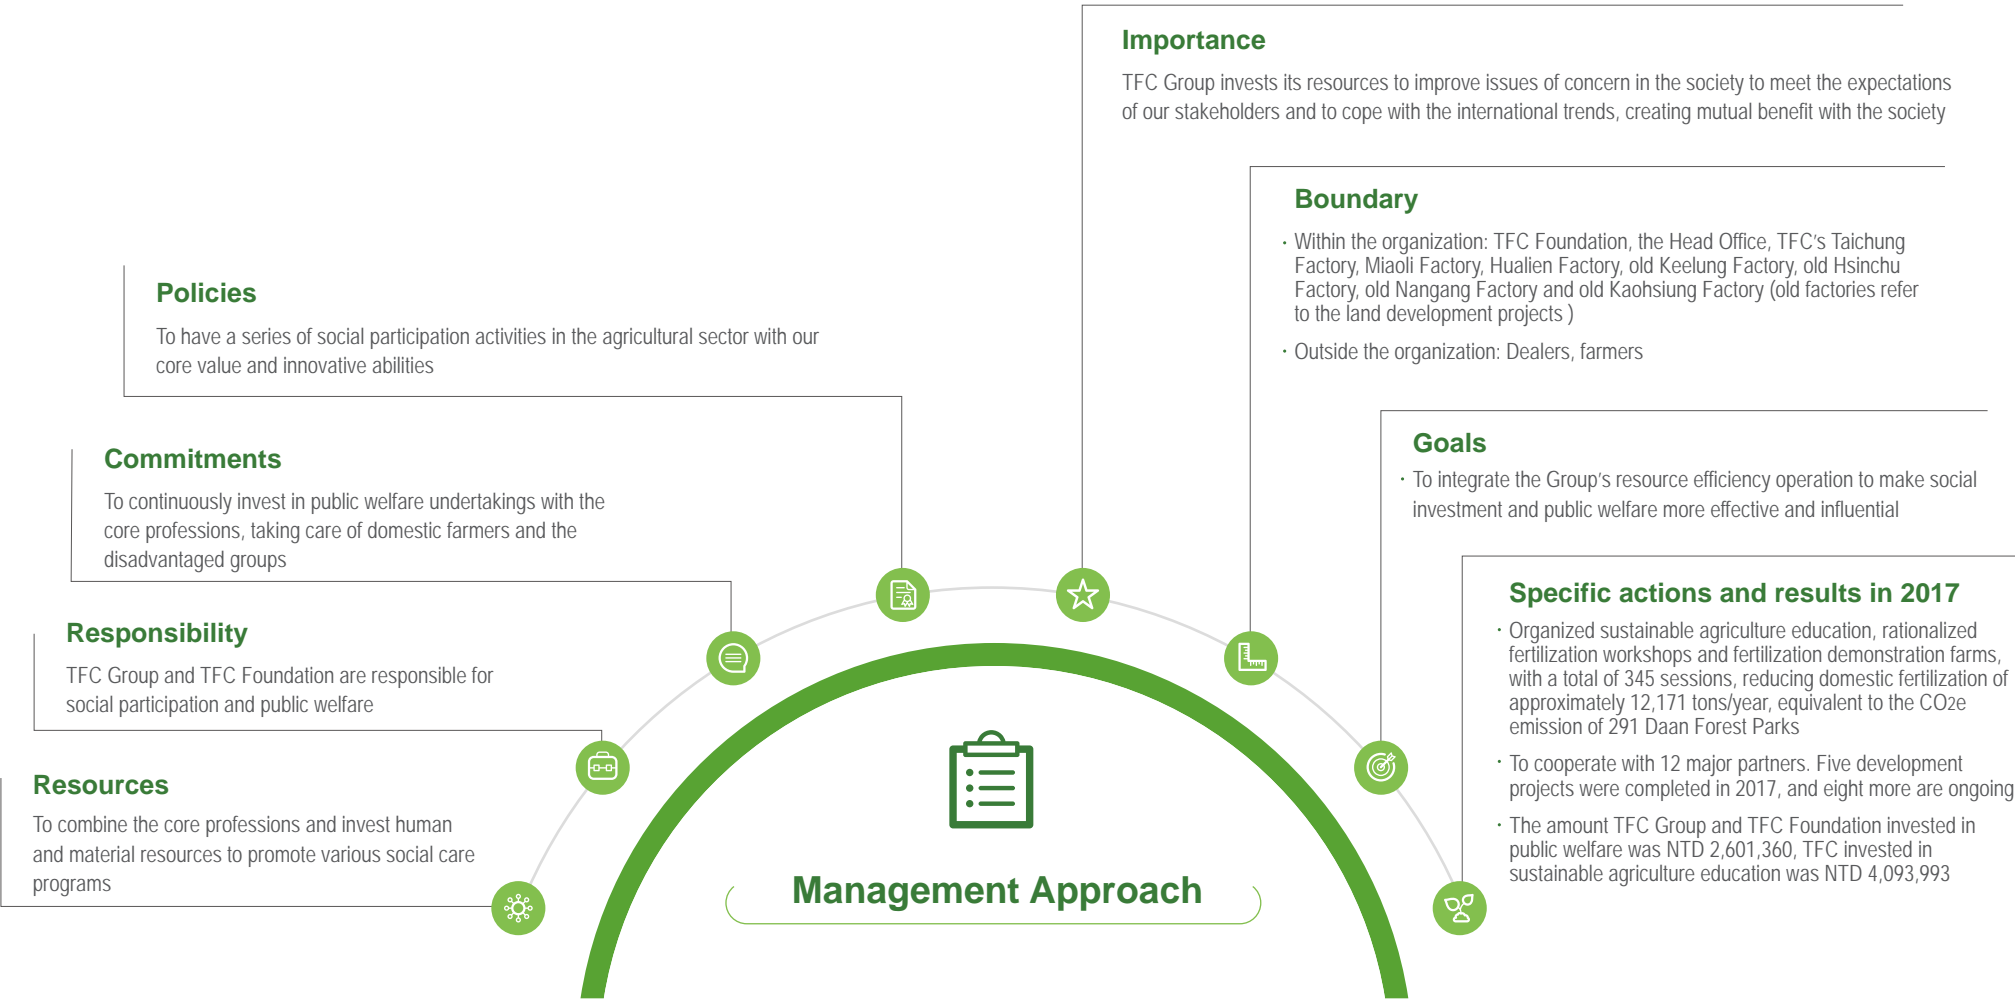 Importance
TFC Group invests its resources to improve issues of concern in the society to meet the expectations
of our stakeholders and to cope with the international trends, creating mutual benefit with the society
Boundary
· Within the organization: TFC Foundation, the Head Office, TFC's Taichung
Factory, Miaoli Factory, Hualien Factory, old Keelung Factory, old Hsinchu
Factory, old Nangang Factory and old Kaohsiung Factory (old factories refer
to the land development projects )
· Outside the organization: Dealers, farmers
Policies
To have a series of social participation activities in the agricultural sector with our
core value and innovative abilities
Commitments
To continuously invest in public welfare undertakings with the
core professions, taking care of domestic farmers and the
disadvantaged groups
Goals
· To integrate the Group's resource efficiency operation to make social
investment and public welfare more effective and influential
Responsibility
TFC Group and TFC Foundation are responsible for
social participation and public welfare
Specific actions and results in 2017
· Organized sustainable agriculture education, rationalized
fertilization workshops and fertilization demonstration farms,
with a total of 345 sessions, reducing domestic fertilization of
approximately 12,171 tons/year, equivalent to the CO2e
emission of 291 Daan Forest Parks
· To cooperate with 12 major partners. Five development
projects were completed in 2017, and eight more are ongoing
· The amount TFC Group and TFC Foundation invested in
public welfare was NTD 2,601,360, TFC invested in
sustainable agriculture education was NTD 4,093,993
Resources
To combine the core professions and invest human
and material resources to promote various social care
programs
Management Approach